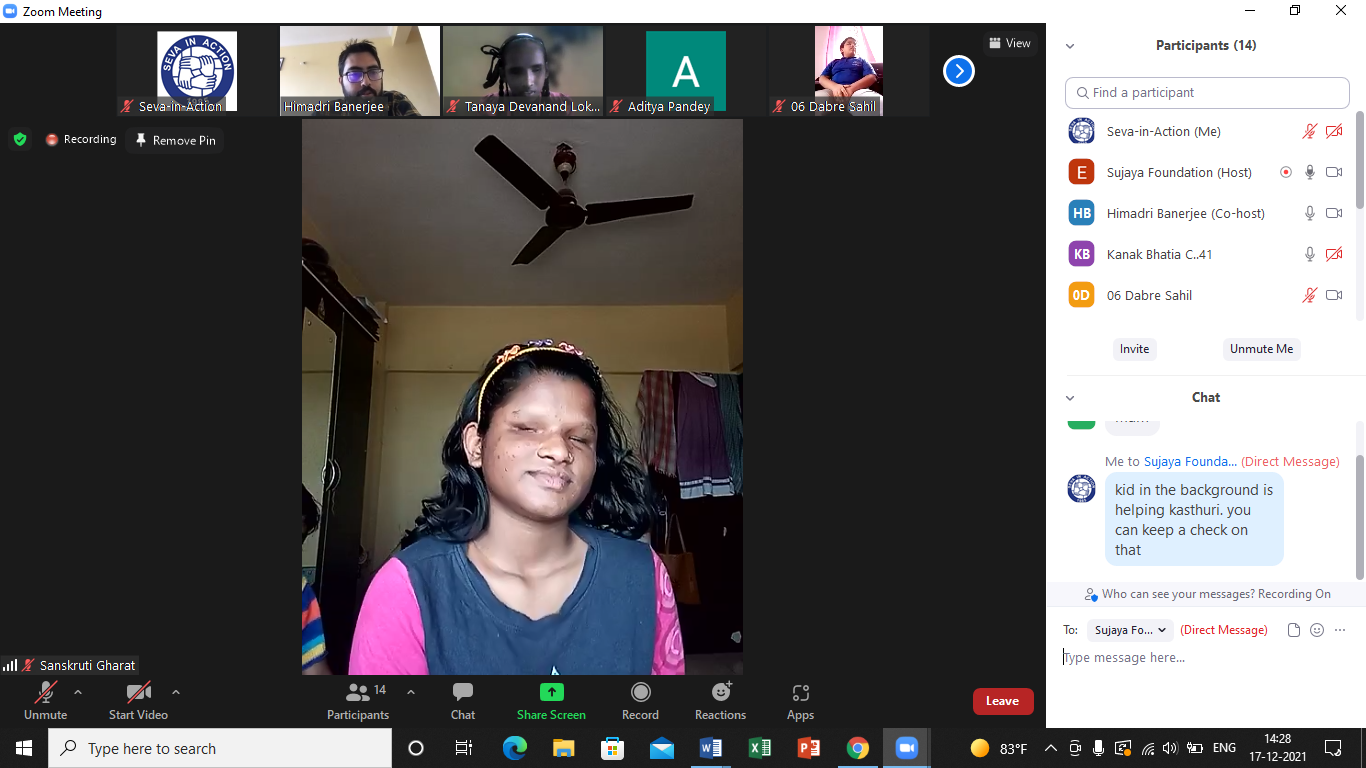 Zoom Meeting
SEVA IN ACTION
Seva-in-Action
Himadri Banerjee
Tanaya Devanand Lok...
A
Aditya Pandey
06 Dabre Sahil
View
Recording
Remove Pin
Sanskruti Gharat
Participants (14)
Find a participant
Seva-in-Action (Me)
E
Sujaya Foundation (Host)
HB
Himadri Banerjee (Co-host)
KB
Kanak Bhatia C..41
0D
06 Dabre Sahil
Invite
Unmute Me
Chat
Me to Sujaya Founda... (Direct Message)
kid in the background is
helping kasthuri. you
can keep a check on
that
Who can see your messages? Recording On
To:
Sujaya Fo...
(Direct Message)
Type message here...
Unmute
Start Video
14
Participants
Chat
Share Screen
Record
Reactions
Apps
Leave
Type here to search
83°F
ENG
14:28
17-12-2021